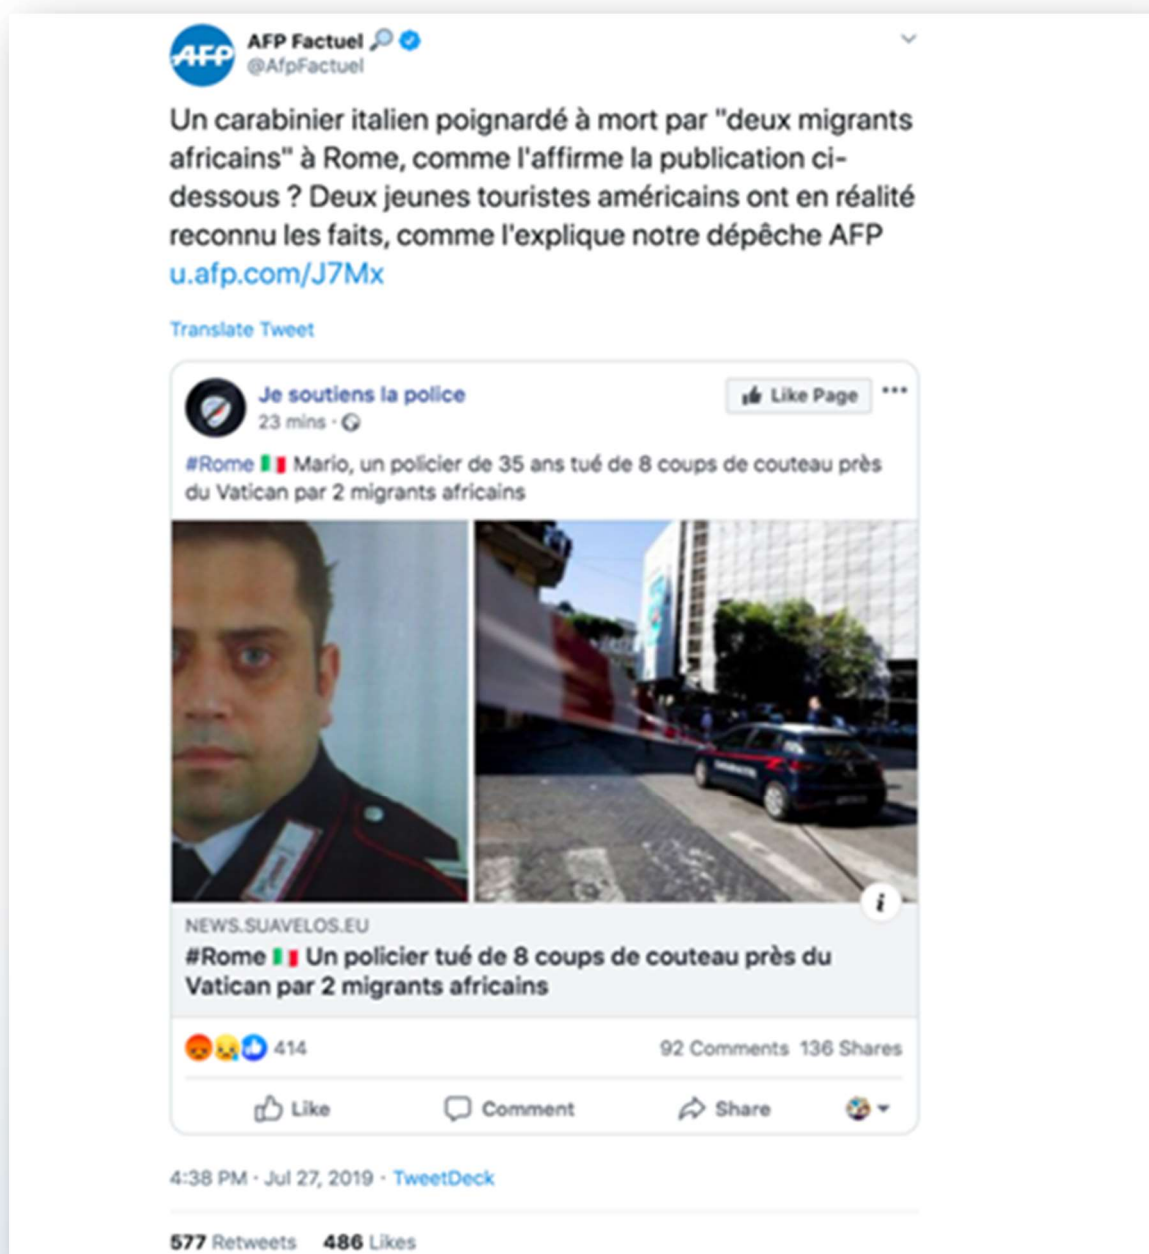 AFP
AFP Factuel
@AfpFactuel
Un carabinier italien poignardé à mort par "deux migrants
africains" à Rome, comme l'affirme la publication ci-
dessous ? Deux jeunes touristes américains ont en réalité
reconnu les faits, comme l'explique notre dépêche AFP
u.afp.com/J7Mx
Translate Tweet
Je soutiens la police
Like Page
23 mins ·
#Rome 🇮🇹 Mario, un policier de 35 ans tué de 8 coups de couteau près
du Vatican par 2 migrants africains
i
NEWS.SUAVELOS.EU
#Rome 🇮🇹 Un policier tué de 8 coups de couteau près du
Vatican par 2 migrants africains
414
92 Comments 136 Shares
Like Comment Share
4:38 PM · Jul 27, 2019 · TweetDeck
577 Retweets 486 Likes